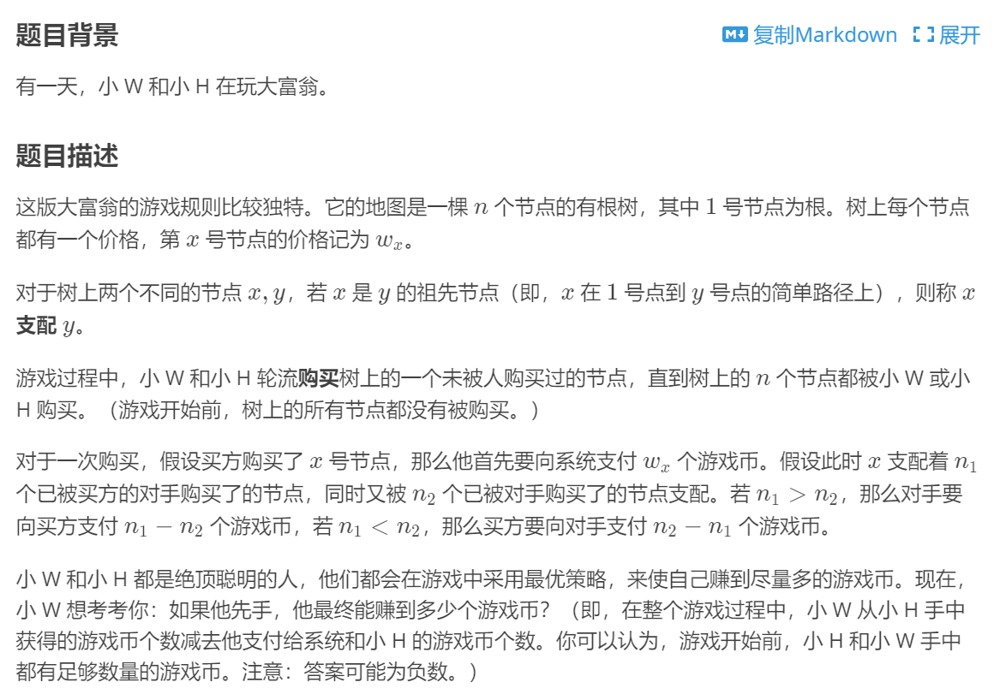 题目背景
复制Markdown 展开
有一天，小 W 和小 H 在玩大富翁。
题目描述
这版大富翁的游戏规则比较独特。它的地图是一棵 n 个节点的有根树，其中 1 号节点为根。树上每个节点
都有一个价格，第 x 号节点的价格记为 wₓ。
对于树上两个不同的节点 x, y，若 x 是 y 的祖先节点（即，x 在 1 号点到 y 号点的简单路径上），则称 x
支配 y。
游戏过程中，小 W 和小 H 轮流购买树上的一个未被人购买过的节点，直到树上的 n 个节点都被小 W 或小
H 购买。（游戏开始前，树上的所有节点都没有被购买。）
对于一次购买，假设买方购买了 x 号节点，那么他首先要向系统支付 wₓ 个游戏币。假设此时 x 支配着 n₁
个已被买方的对手购买了的节点，同时又被 n₂ 个已被对手购买了的节点支配。若 n₁ > n₂，那么对手要
向买方支付 n₁ − n₂ 个游戏币，若 n₁ < n₂，那么买方要向对手支付 n₂ − n₁ 个游戏币。
小 W 和小 H 都是绝顶聪明的人，他们都会在游戏中采用最优策略，来使自己赚到尽量多的游戏币。现在，
小 W 想考考你：如果他先手，他最终能赚到多少个游戏币？（即，在整个游戏过程中，小 W 从小 H 手中
获得的游戏币个数减去他支付给系统和小 H 的游戏币个数。你可以认为，游戏开始前，小 H 和小 W 手中
都有足够数量的游戏币。注意：答案可能为负数。）